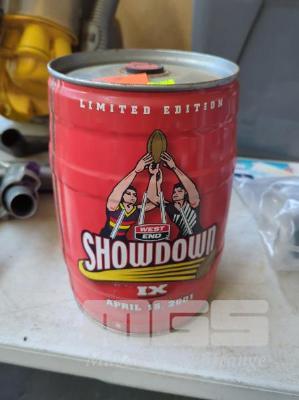 LIMITED EDITION
WEST
END
SHOWDOWN
IX
APRIL 15, 2001
MGS